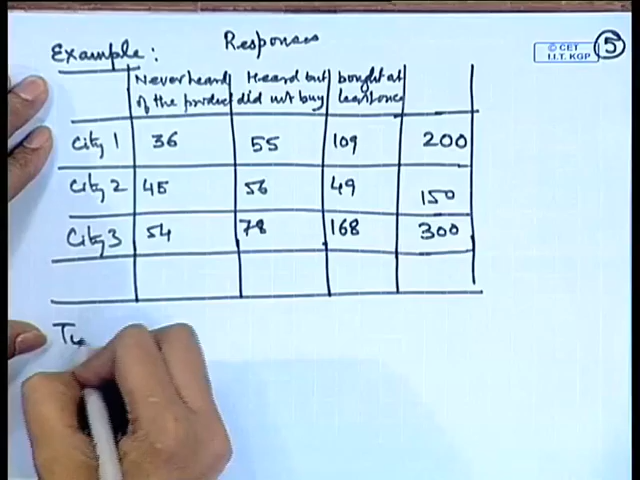 Example: Responses
© CET
I.I.T. KGP
5
Never heard of the product Heard but did not buy bought at least once
City 1 36 55 109 200
City 2 45 56 49 150
City 3 54 78 168 300